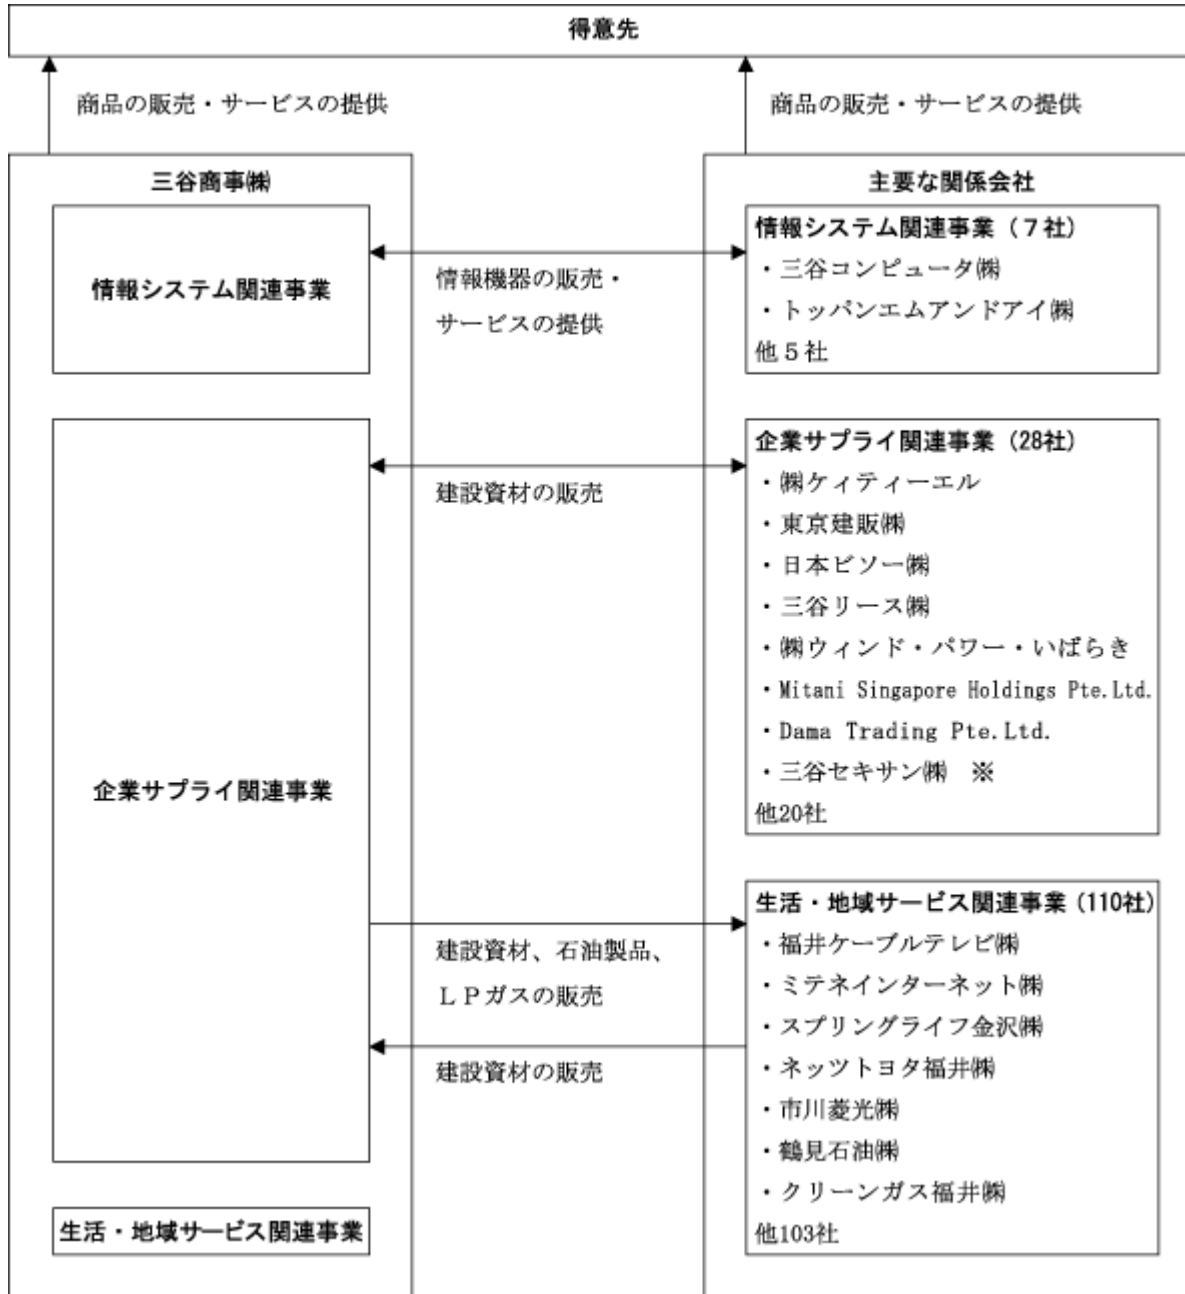 得意先
商品の販売・サービスの提供
商品の販売・サービスの提供
三谷商事㈱
情報システム関連事業
企業サプライ関連事業
生活・地域サービス関連事業
情報機器の販売・
サービスの提供
建設資材の販売
建設資材、石油製品、
ＬＰガスの販売
建設資材の販売
主要な関係会社
情報システム関連事業（７社）
・三谷コンピュータ㈱
・トッパンエムアンドアイ㈱
他５社
企業サプライ関連事業（28社）
・㈱ケィティーエル
・東京建販㈱
・日本ビソー㈱
・三谷リース㈱
・㈱ウィンド・パワー・いばらき
・Mitani Singapore Holdings Pte.Ltd.
・Dama Trading Pte.Ltd.
・三谷セキサン㈱　※
他20社
生活・地域サービス関連事業（110社）
・福井ケーブルテレビ㈱
・ミテネインターネット㈱
・スプリングライフ金沢㈱
・ネッツトヨタ福井㈱
・市川菱光㈱
・鶴見石油㈱
・クリーンガス福井㈱
他103社